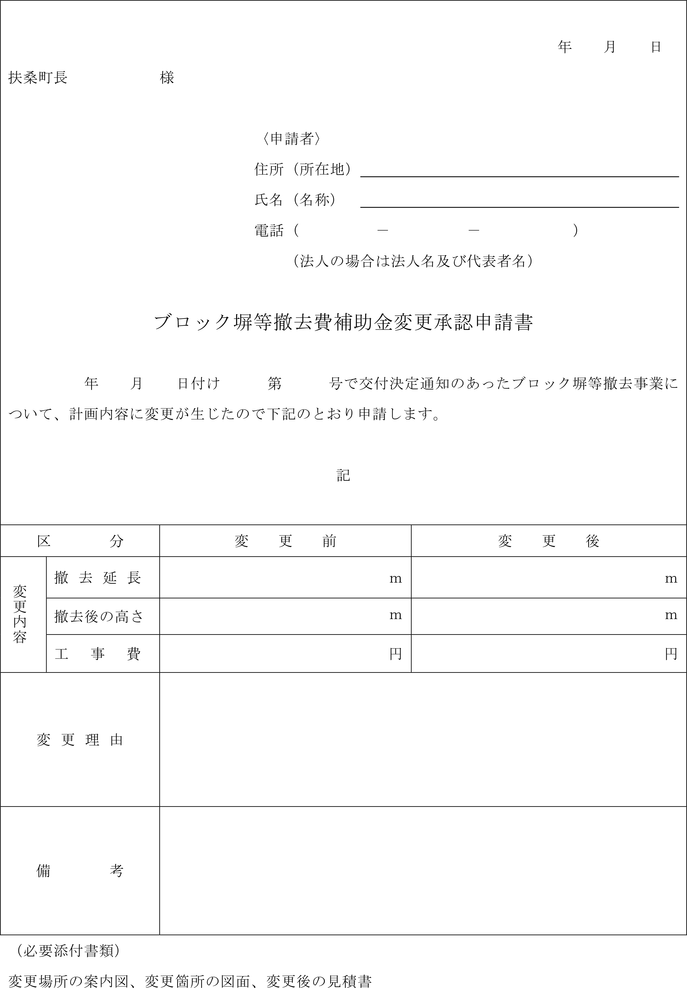 年　　月　　日
扶桑町長　　　　　　様
〈申請者〉
住所（所在地）
氏名（名称）
電話（　　　　　－　　　　　－　　　　　　）
（法人の場合は法人名及び代表者名）
ブロック塀等撤去費補助金変更承認申請書
年　　月　　日付け　　　第　　　号で交付決定通知のあったブロック塀等撤去事業に
ついて、計画内容に変更が生じたので下記のとおり申請します。
記
区　　　　分　　変　　更　　前　　変　　更　　後
変更内容
撤 去 延 長　　m　　m
撤去後の高さ　　m　　m
工　事　費　　円　　円
変 更 理 由
備　　　　考
（必要添付書類）
変更場所の案内図、変更箇所の図面、変更後の見積書